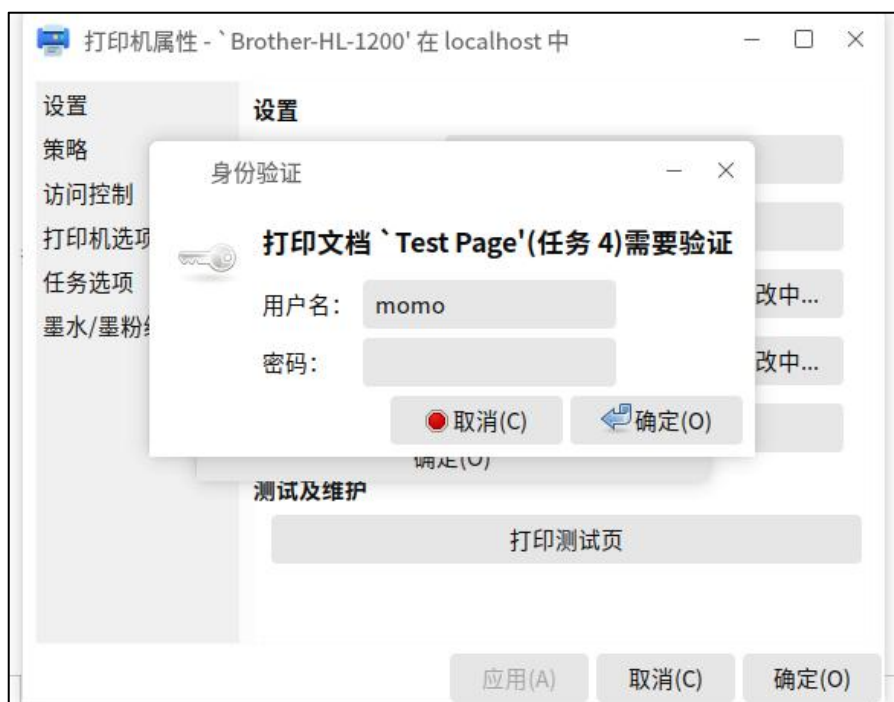 打印机属性 - `Brother-HL-1200' 在 localhost 中
设置
策略
访问控制
打印机选项
任务选项
墨水/墨粉
设置
身份验证
打印文档 `Test Page'(任务 4)需要验证
用户名： momo
密码：
取消(C) 确定(O)
改中...
改中...
确定(O)
测试及维护
打印测试页
应用(A) 取消(C) 确定(O)